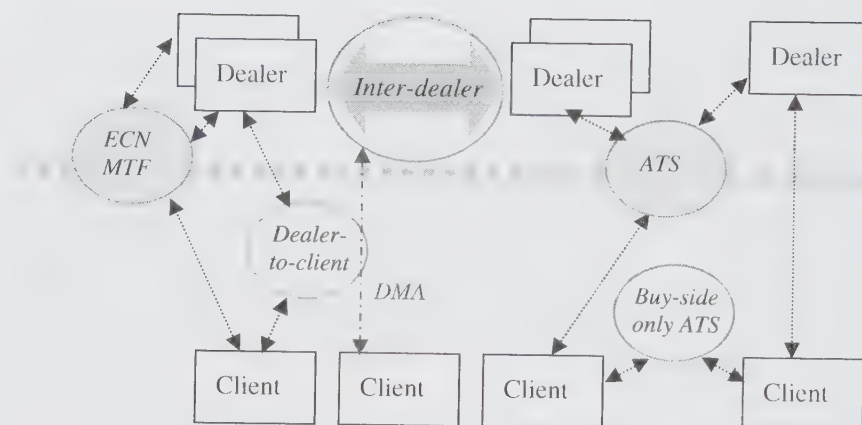 Dealer
Inter-dealer
Dealer
Dealer
ECN
MTF
ATS
Dealer-
to-client
DMA
Buy-side
only ATS
Client
Client
Client
Client